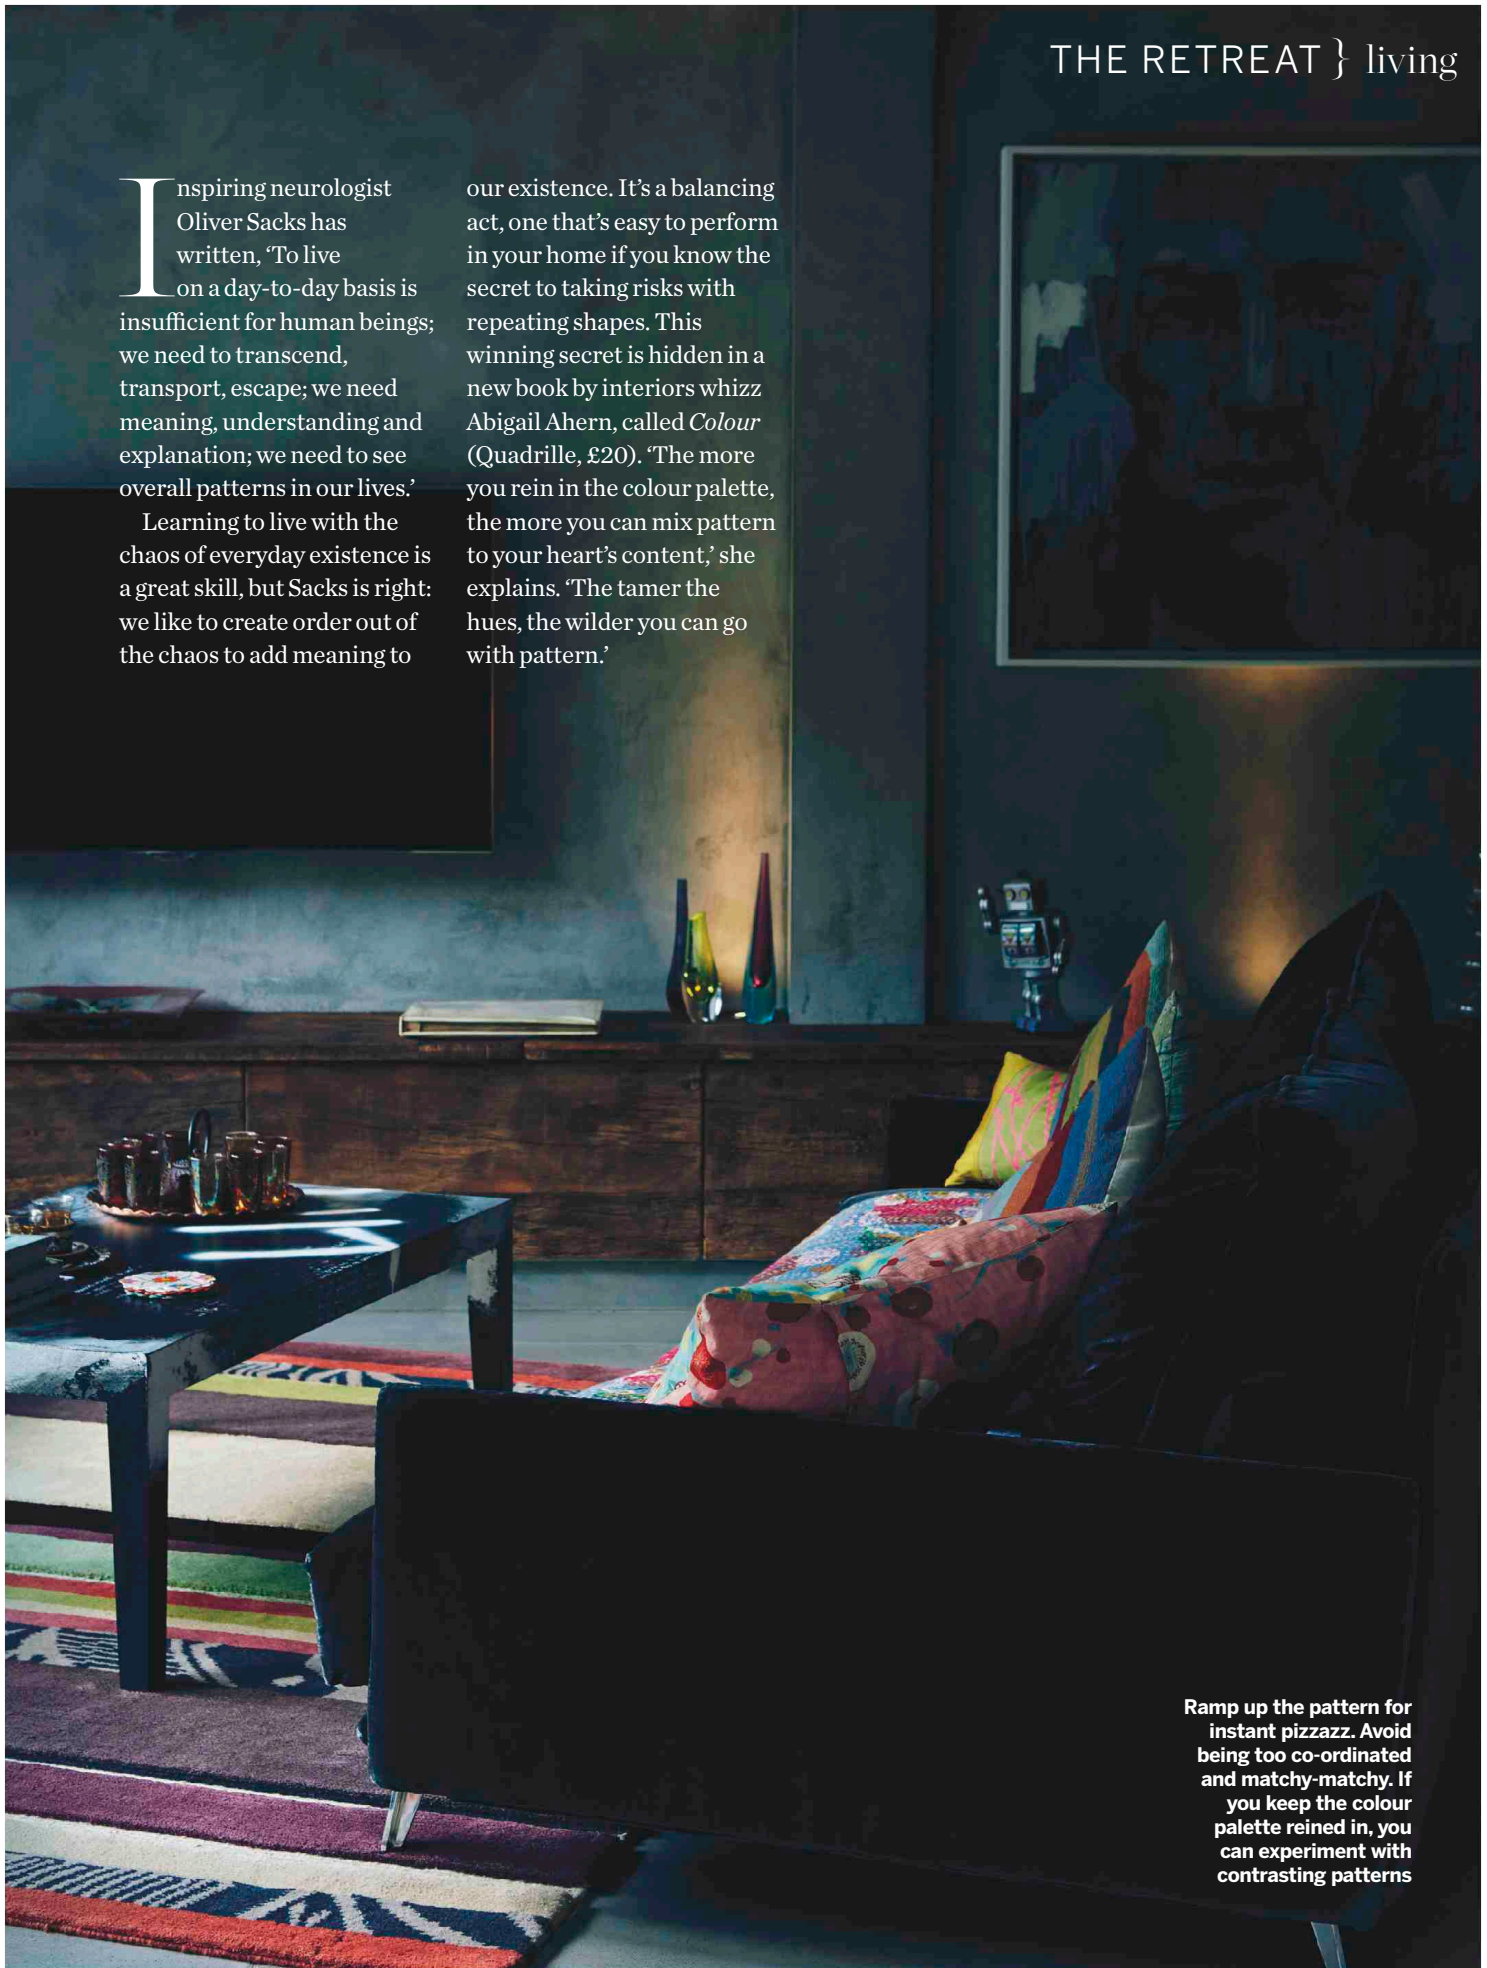 THE RETREAT } living
Inspiring neurologist
Oliver Sacks has
written, ‘To live
on a day-to-day basis is
insufficient for human beings;
we need to transcend,
transport, escape; we need
meaning, understanding and
explanation; we need to see
overall patterns in our lives.’
Learning to live with the
chaos of everyday existence is
a great skill, but Sacks is right:
we like to create order out of
the chaos to add meaning to
our existence. It’s a balancing
act, one that’s easy to perform
in your home if you know the
secret to taking risks with
repeating shapes. This
winning secret is hidden in a
new book by interiors whizz
Abigail Ahern, called Colour
(Quadrille, £20). ‘The more
you rein in the colour palette,
the more you can mix pattern
to your heart’s content,’ she
explains. ‘The tamer the
hues, the wilder you can go
with pattern.’
Ramp up the pattern for
instant pizzazz. Avoid
being too co-ordinated
and matchy-matchy. If
you keep the colour
palette reined in, you
can experiment with
contrasting patterns